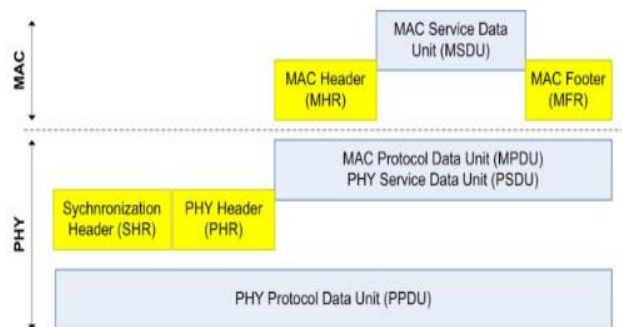 MAC
MAC Service Data
Unit (MSDU)
MAC Header
(MHR)
MAC Footer
(MFR)
PHY
MAC Protocol Data Unit (MPDU)
PHY Service Data Unit (PSDU)
Sychnronization
Header (SHR)
PHY Header
(PHR)
PHY Protocol Data Unit (PPDU)